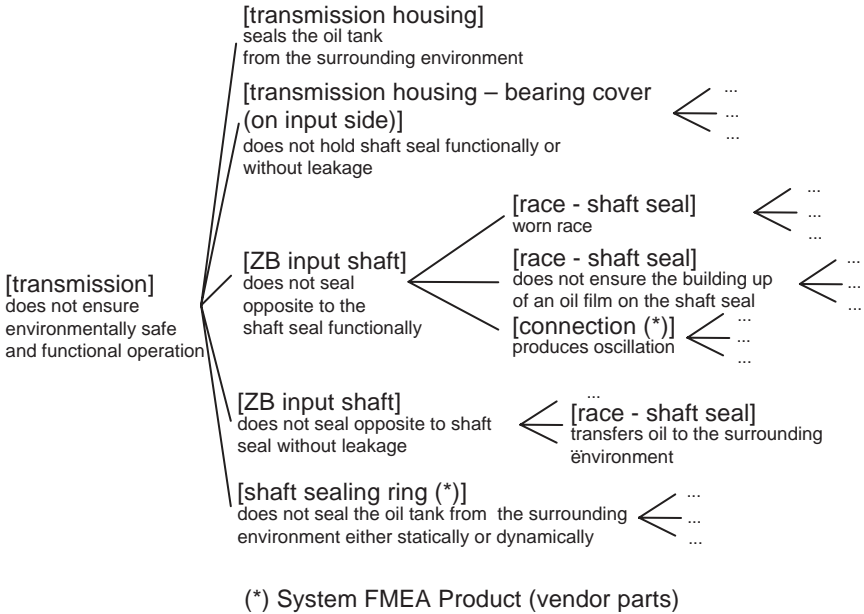 [transmission housing]
seals the oil tank
from the surrounding environment
[transmission housing – bearing cover
(on input side)]
does not hold shaft seal functionally or
without leakage
...
...
...
[transmission]
does not ensure
environmentally safe
and functional operation
[ZB input shaft]
does not seal
opposite to the
shaft seal functionally
[race - shaft seal]
worn race
...
...
...
[race - shaft seal]
does not ensure the building up
of an oil film on the shaft seal
...
...
...
[connection (*)]
produces oscillation
...
...
...
[ZB input shaft]
does not seal opposite to shaft
seal without leakage
...
[race - shaft seal]
transfers oil to the surrounding
environment
...
[shaft sealing ring (*)]
does not seal the oil tank from the surrounding
environment either statically or dynamically
...
...
...
(*) System FMEA Product (vendor parts)